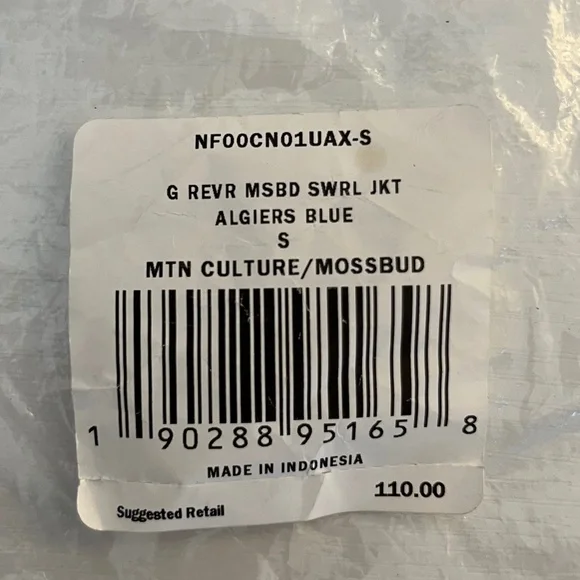 NF00CN01UAX-S
G REVR MSBD SWRL JKT
ALGIERS BLUE
S
MTN CULTURE/MOSSBUD
1 90288 95165 8
MADE IN INDONESIA
110.00
Suggested Retail